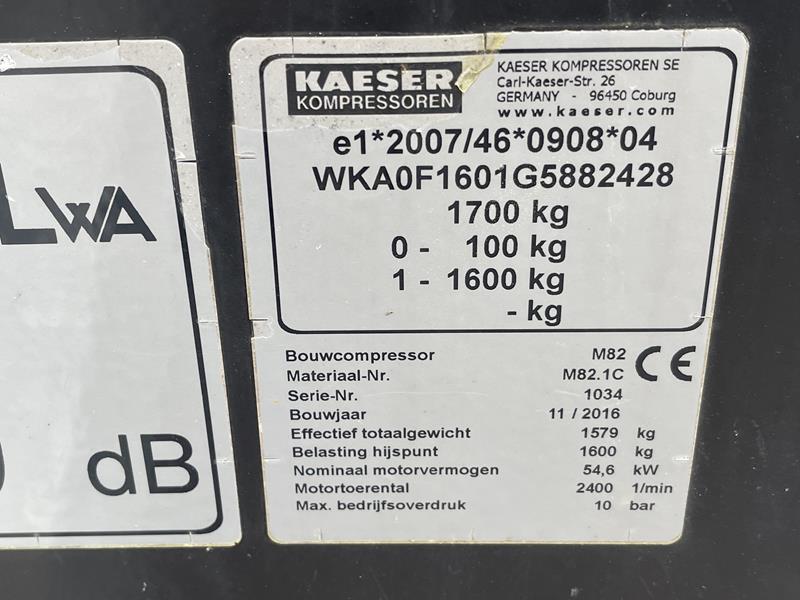 LWA
dB
KAESER
KOMPRESSOREN
KAESER KOMPRESSOREN SE
Carl-Kaeser-Str. 26
GERMANY - 96450 Coburg
www.kaeser.com
e1*2007/46*0908*04
WKA0F1601G5882428
1700 kg
0 - 100 kg
1 - 1600 kg
- kg
Bouwcompressor M82 CE
Materiaal-Nr. M82.1C
Serie-Nr. 1034
Bouwjaar 11 / 2016
Effectief totaalgewicht 1579 kg
Belasting hijspunt 1600 kg
Nominaal motorvermogen 54,6 kW
Motortoerental 2400 1/min
Max. bedrijfsoverdruk 10 bar